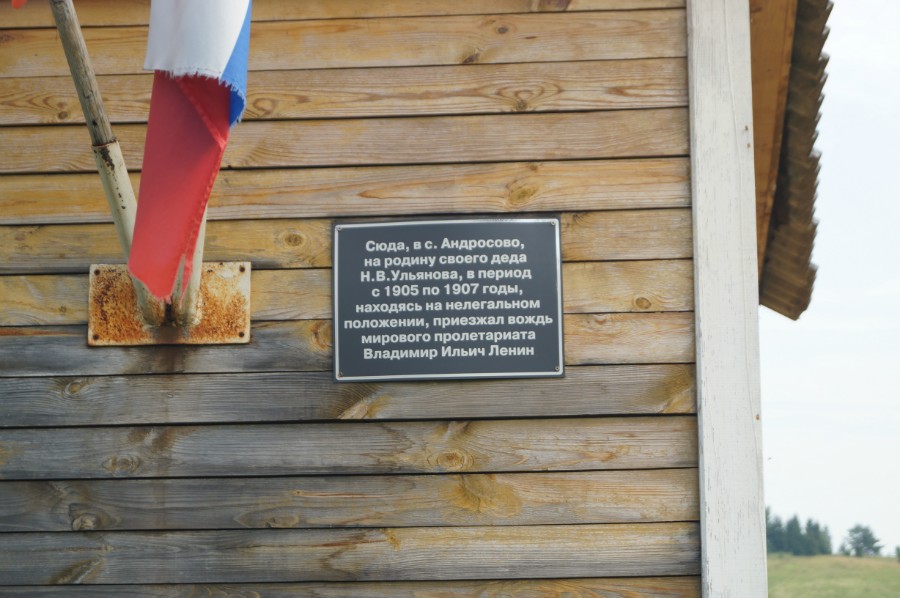 Сюда, в с. Андросово,
на родину своего деда
Н.В.Ульянова, в период
с 1905 по 1907 годы,
находясь на нелегальном
положении, приезжал вождь
мирового пролетариата
Владимир Ильич Ленин